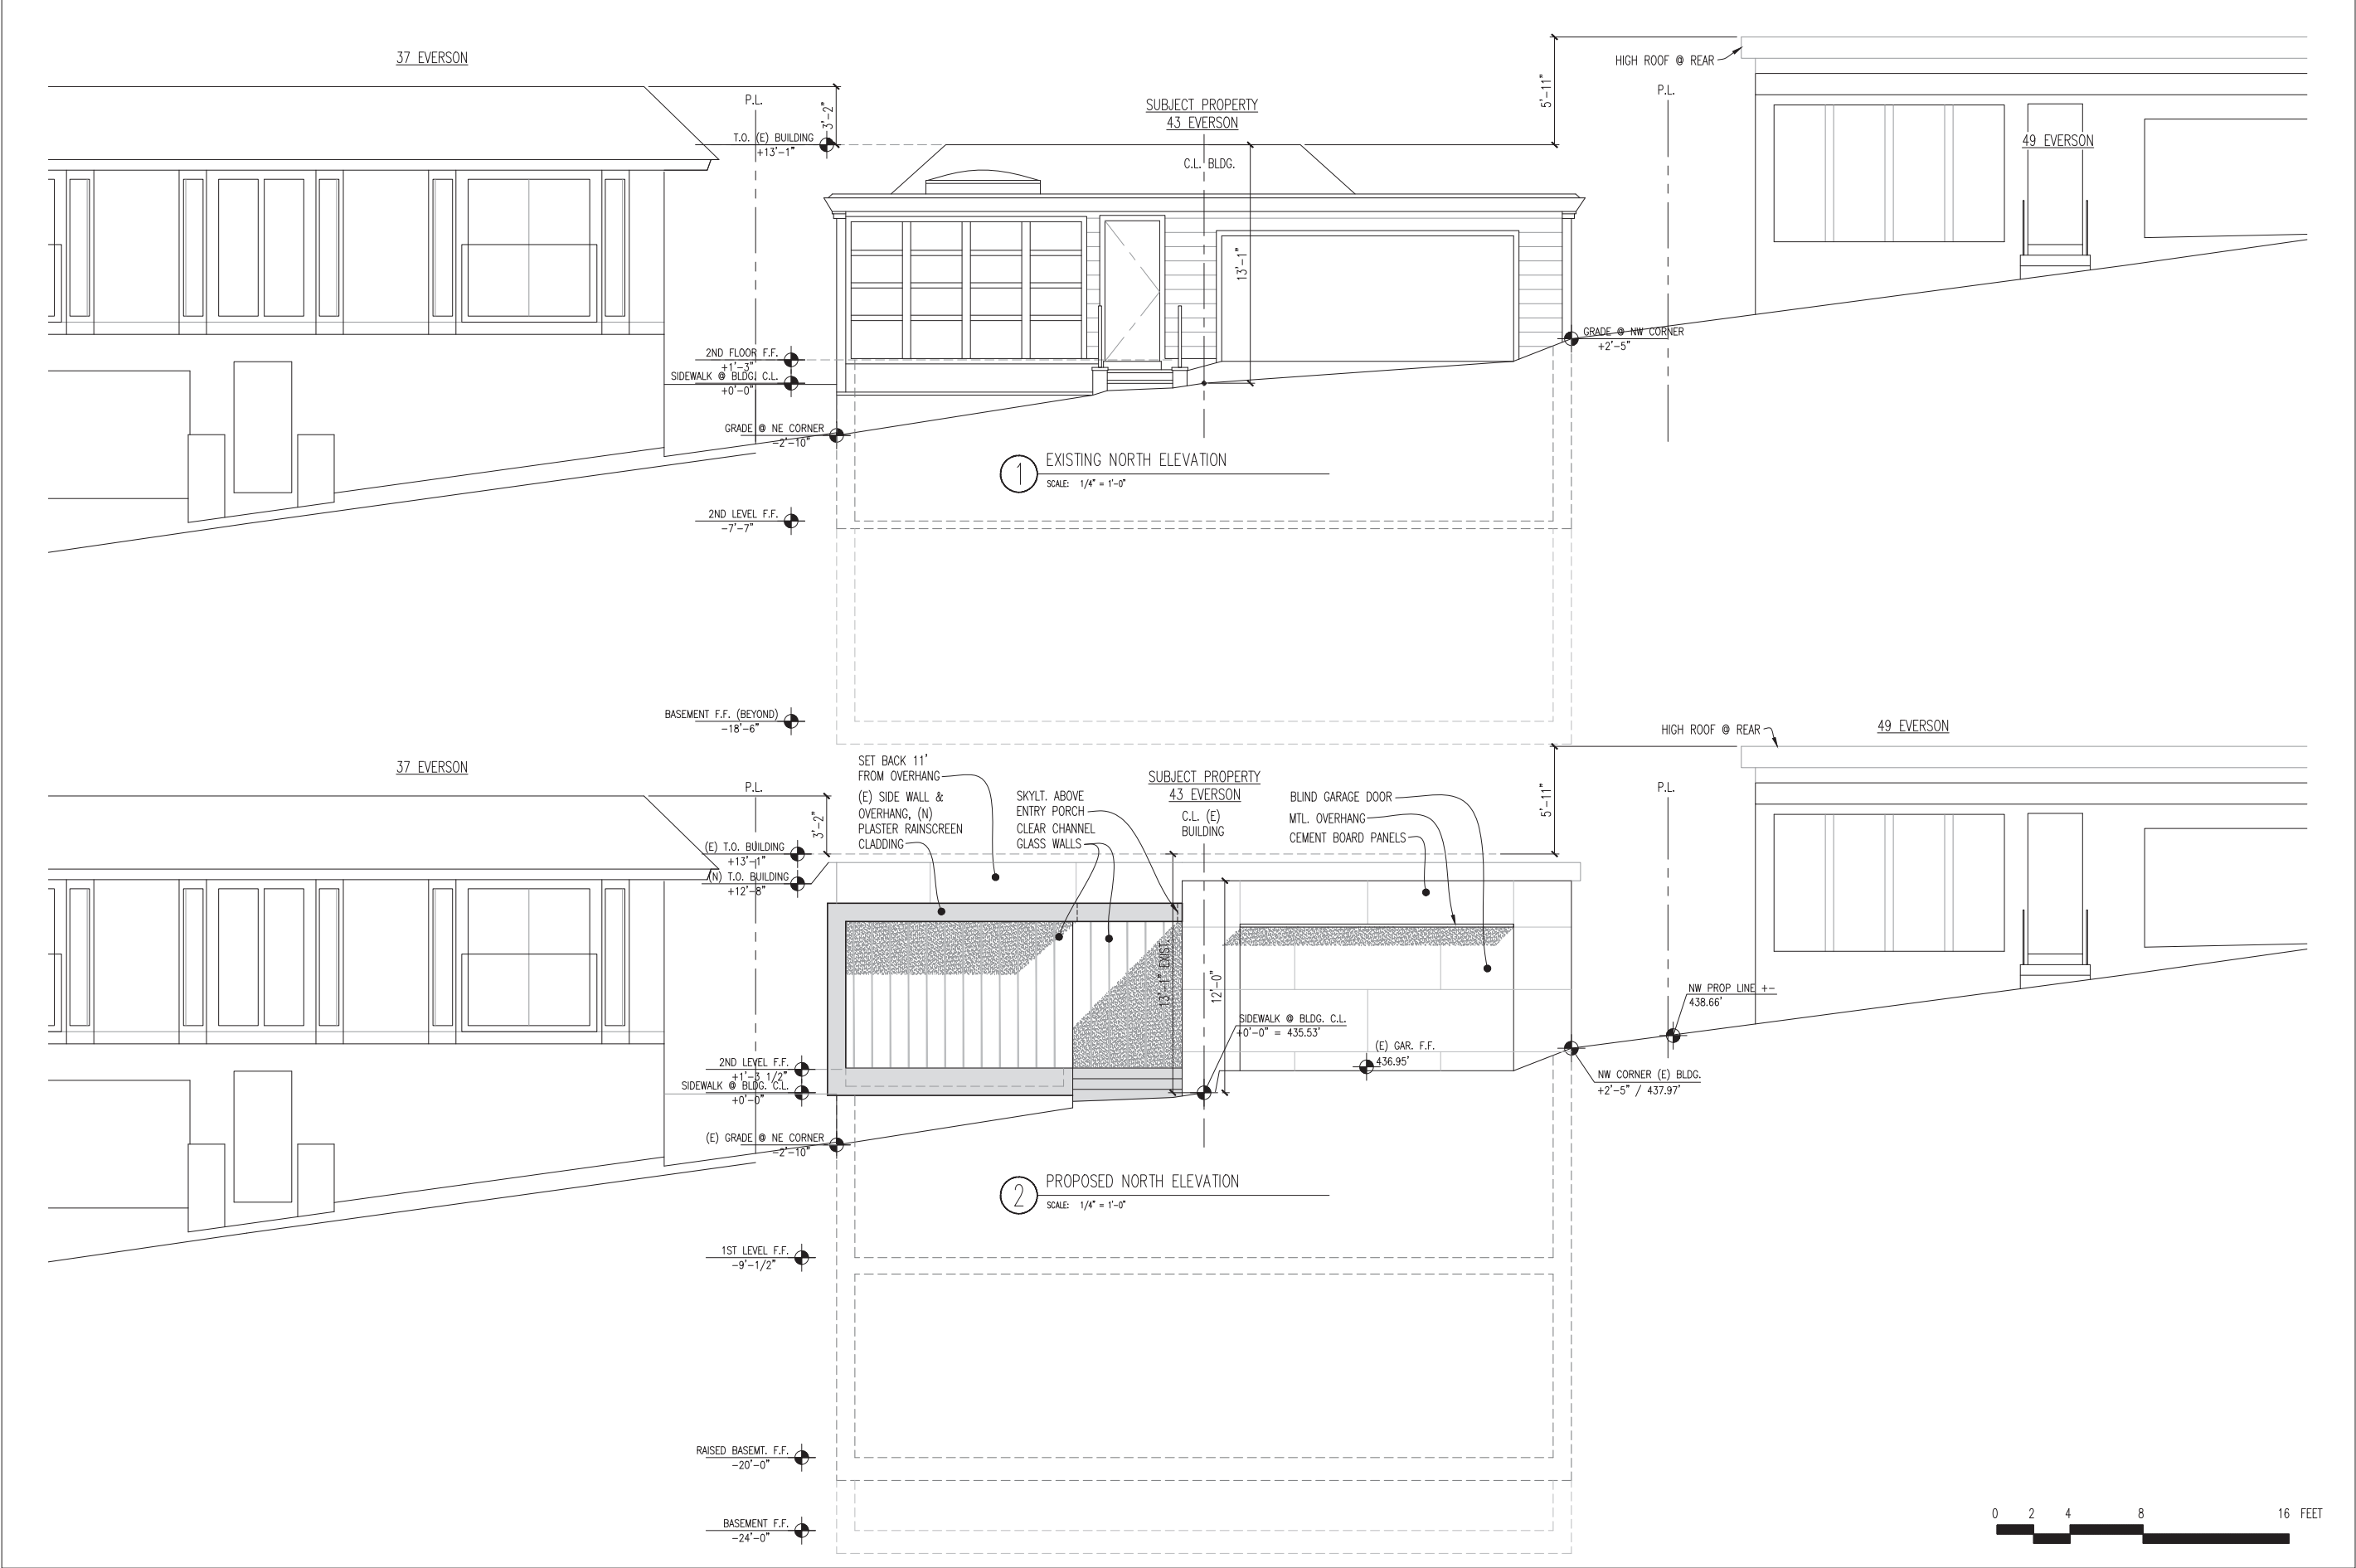 37 EVERSON
P.L.
3'-2"
T.O. (E) BUILDING
+13'-1"
SUBJECT PROPERTY
43 EVERSON
C.L. BLDG.
13'-1"
5'-11"
HIGH ROOF @ REAR
P.L.
49 EVERSON
2ND FLOOR F.F.
+1'-3"
SIDEWALK @ BLDG. C.L.
+0'-0"
GRADE @ NE CORNER
-2'-10"
GRADE @ NW CORNER
+2'-5"
1
EXISTING NORTH ELEVATION
SCALE: 1/4" = 1'-0"
2ND LEVEL F.F.
-7'-7"
BASEMENT F.F. (BEYOND)
-18'-6"
37 EVERSON
P.L.
3'-2"
(E) T.O. BUILDING
+13'-1"
(N) T.O. BUILDING
+12'-8"
SET BACK 11'
FROM OVERHANG
(E) SIDE WALL &
OVERHANG, (N)
PLASTER RAINSCREEN
CLADDING
SKYLT. ABOVE
ENTRY PORCH
CLEAR CHANNEL
GLASS WALLS
SUBJECT PROPERTY
43 EVERSON
C.L. (E)
BUILDING
BLIND GARAGE DOOR
MTL. OVERHANG
CEMENT BOARD PANELS
5'-11"
HIGH ROOF @ REAR
P.L.
49 EVERSON
13'-1" EXIST.
12'-0"
2ND LEVEL F.F.
+1'-3 1/2"
SIDEWALK @ BLDG. C.L.
+0'-0"
(E) GRADE @ NE CORNER
-2'-10"
SIDEWALK @ BLDG. C.L.
+0'-0" = 435.53'
(E) GAR. F.F.
436.95'
NW PROP LINE +-
438.66'
NW CORNER (E) BLDG.
+2'-5" / 437.97'
2
PROPOSED NORTH ELEVATION
SCALE: 1/4" = 1'-0"
1ST LEVEL F.F.
-9'-1/2"
RAISED BASEMT. F.F.
-20'-0"
BASEMENT F.F.
-24'-0"
0 2 4 8 16 FEET